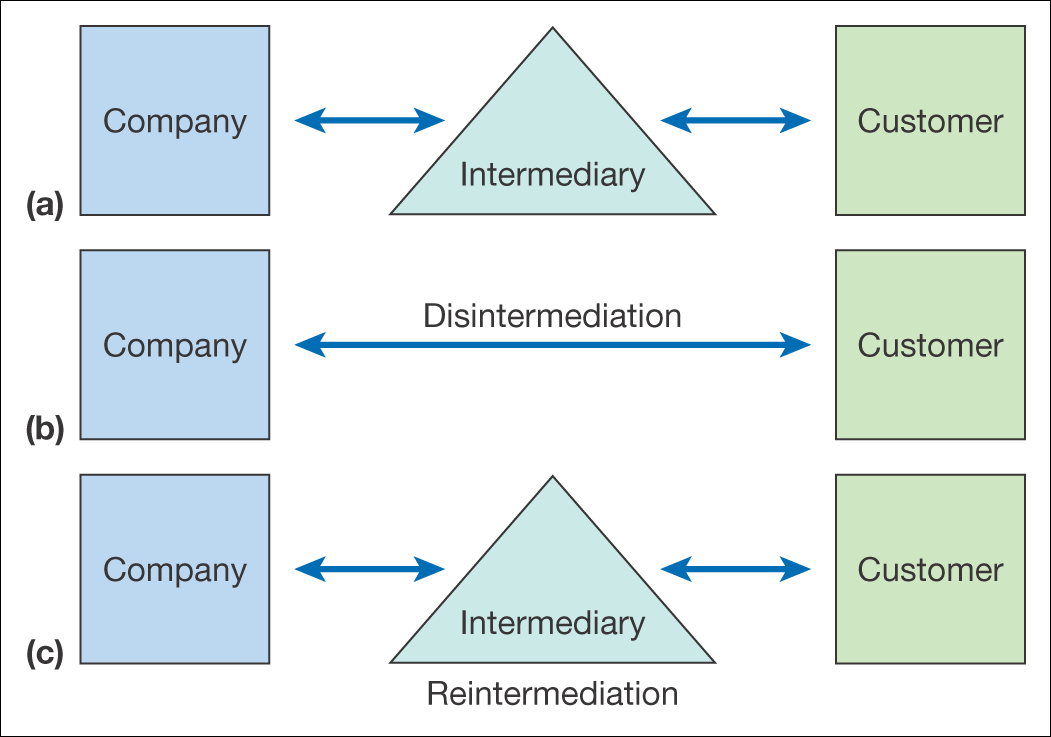 Company
Intermediary
Customer
(a)
Disintermediation
Company
Customer
(b)
Company
Intermediary
Customer
(c)
Reintermediation